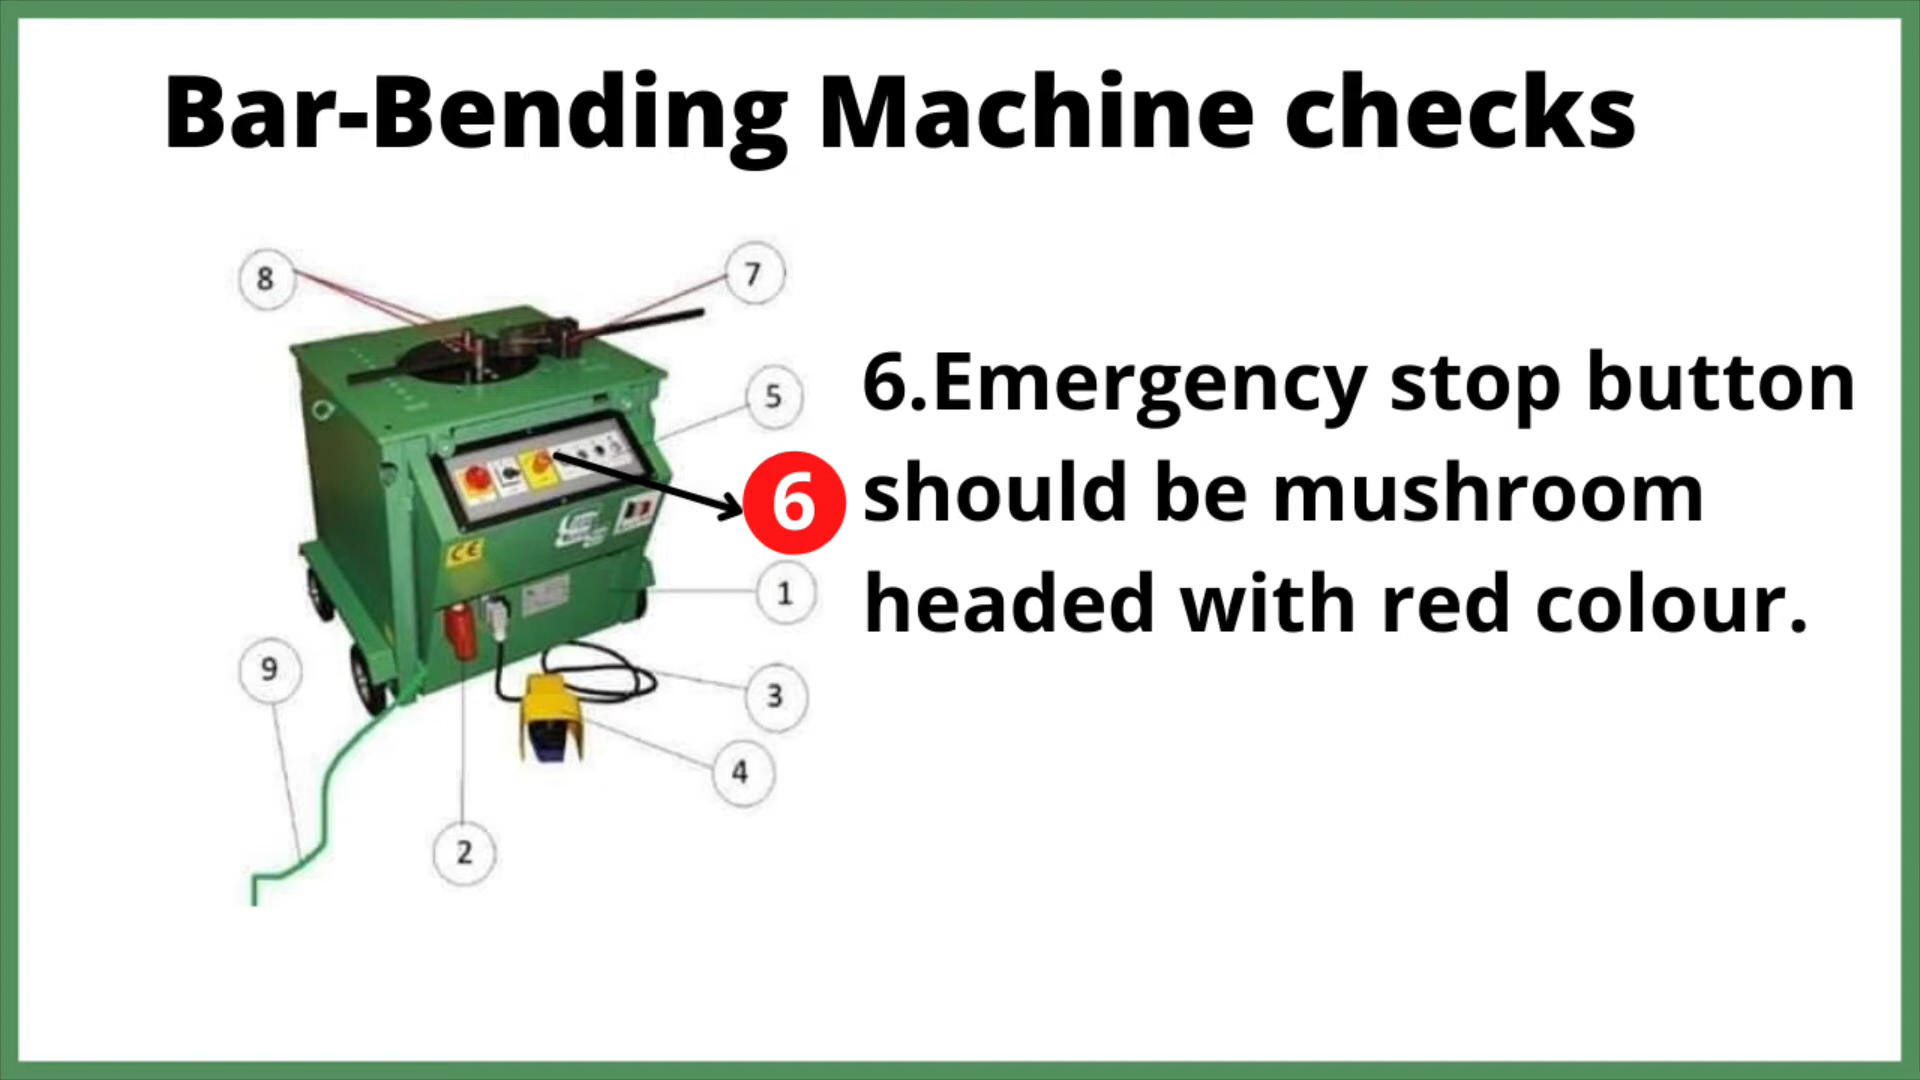 Bar-Bending Machine checks
8
7
5
6.Emergency stop button
6
should be mushroom
headed with red colour.
CE
1
9
3
4
2